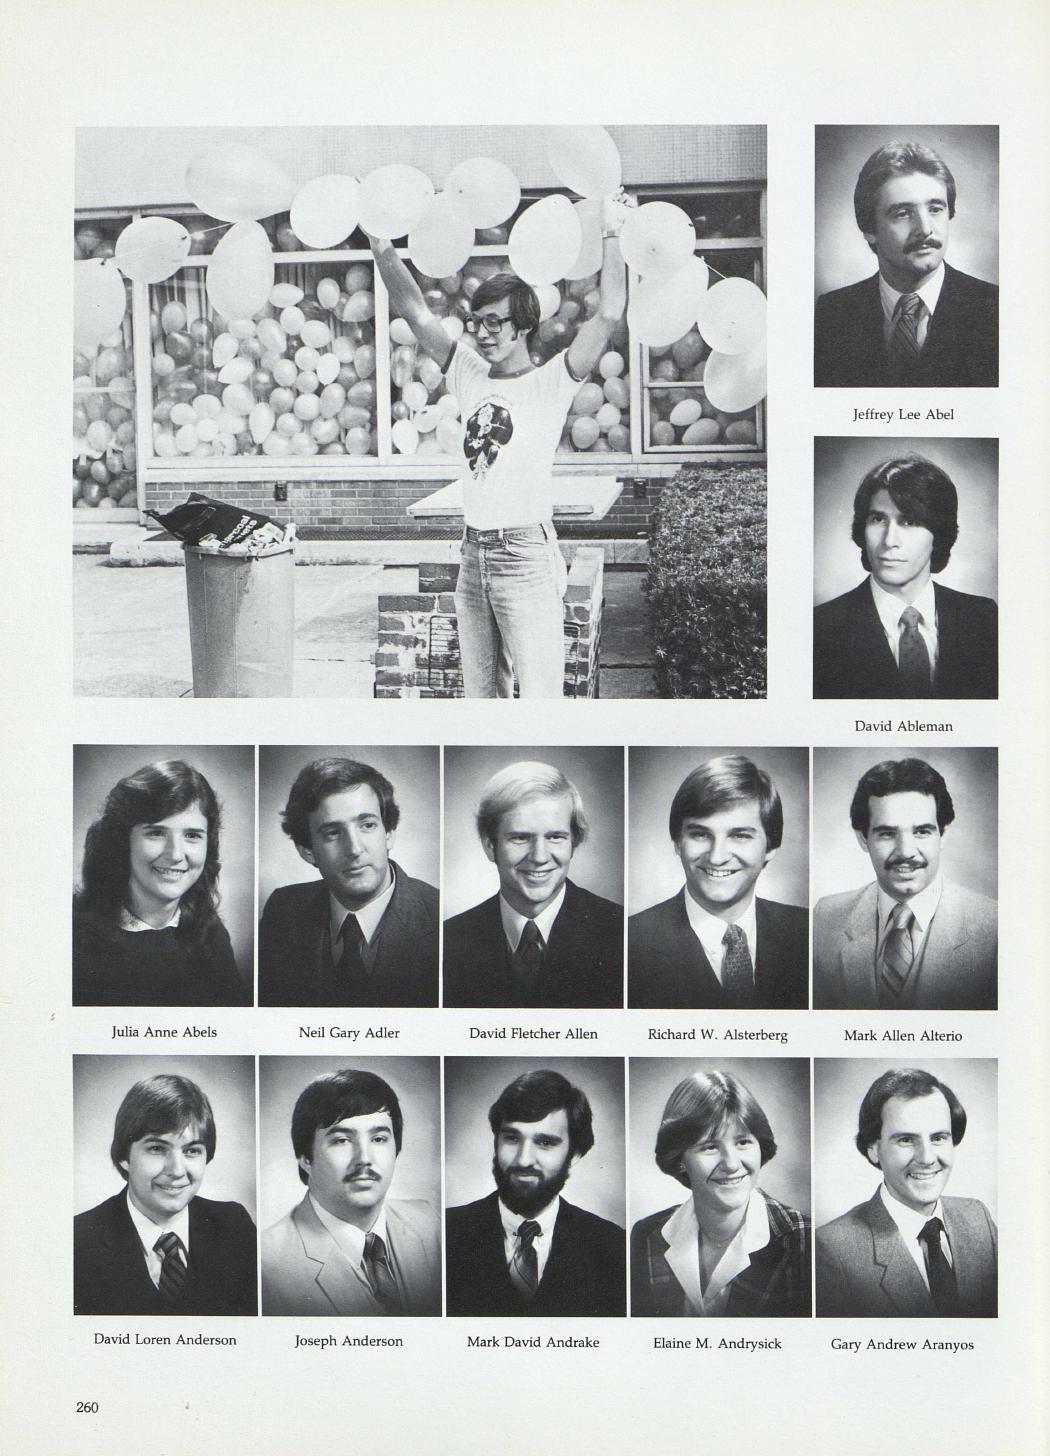 Jeffrey Lee Abel
David Ableman
Julia Anne Abels
Neil Gary Adler
David Fletcher Allen
Richard W. Alsterberg
Mark Allen Alterio
David Loren Anderson
Joseph Anderson
Mark David Andrake
Elaine M. Andrysick
Gary Andrew Aranyos
260